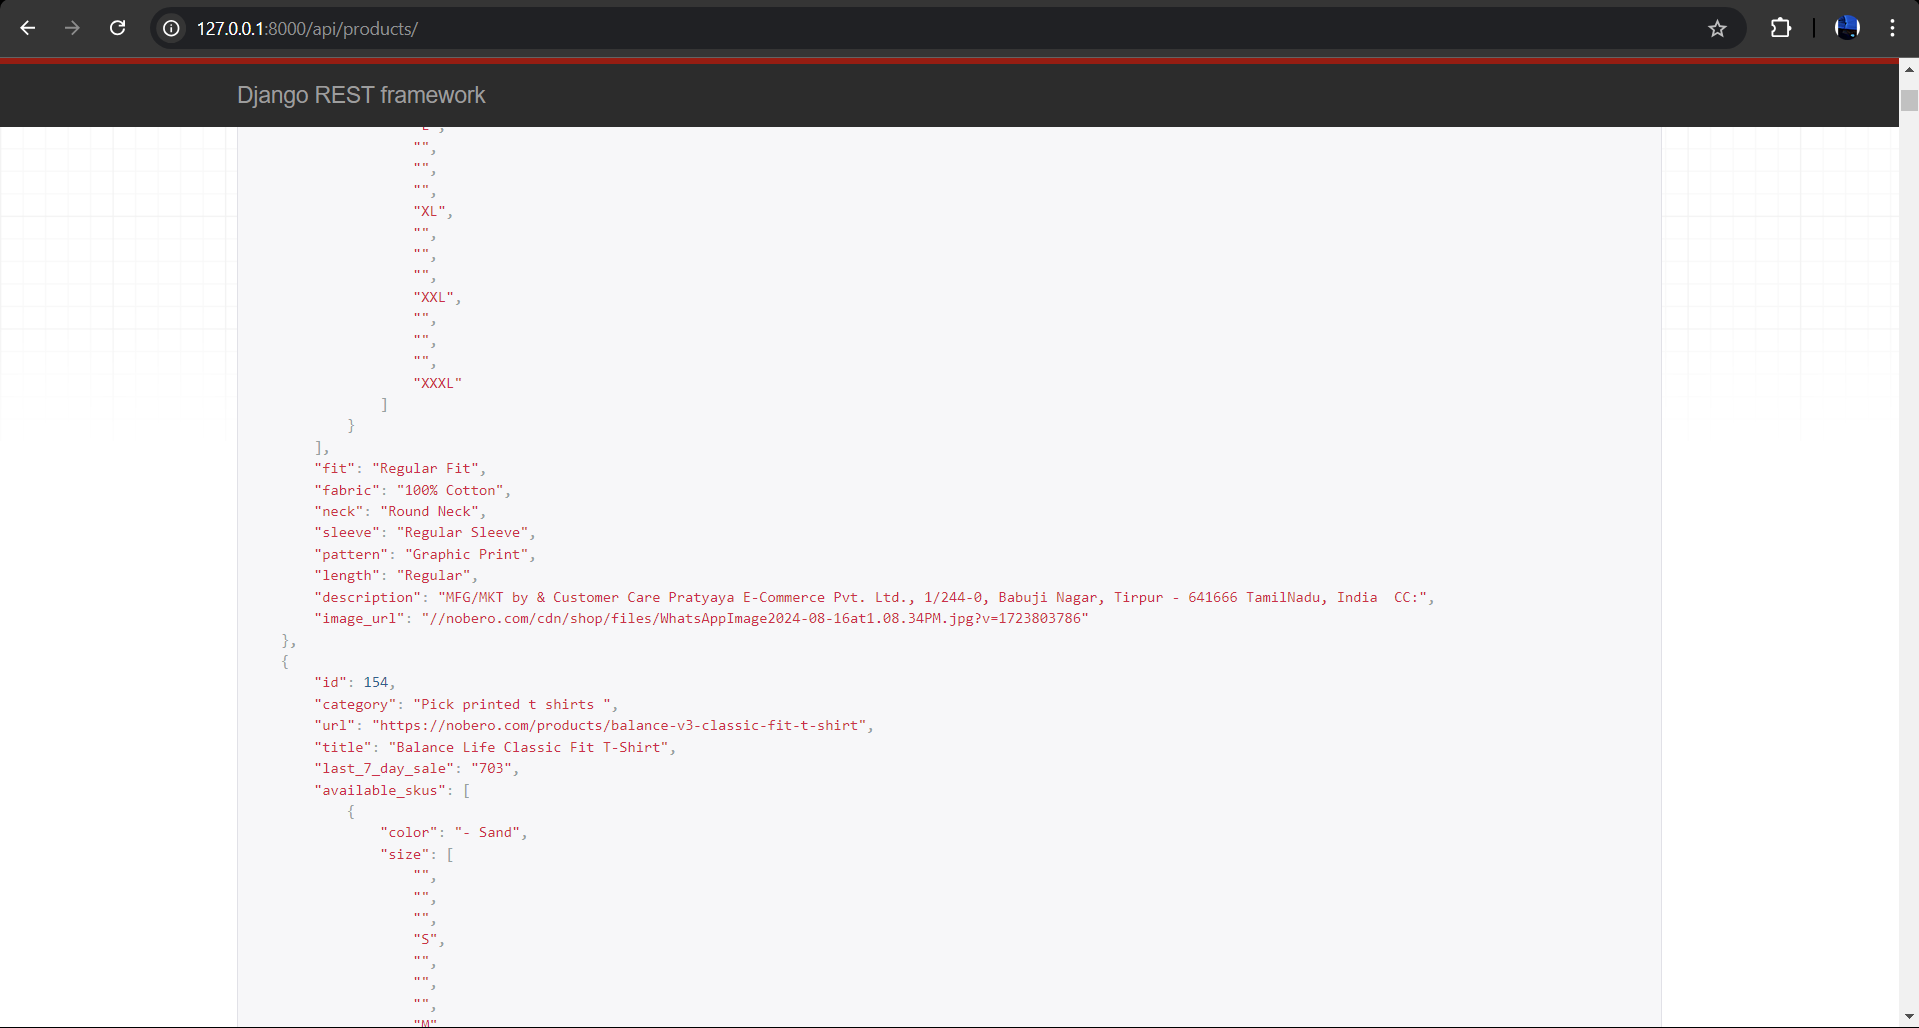 127.0.0.1:8000/api/products/
Django REST framework
"",
"",
"",
"XL",
"",
"",
"",
"XXL",
"",
"",
"",
"XXXL"
]
}
],
"fit": "Regular Fit",
"fabric": "100% Cotton",
"neck": "Round Neck",
"sleeve": "Regular Sleeve",
"pattern": "Graphic Print",
"length": "Regular",
"description": "MFG/MKT by & Customer Care Pratyaya E-Commerce Pvt. Ltd., 1/244-0, Babuji Nagar, Tirpur - 641666 TamilNadu, India  CC:",
"image_url": "//nobero.com/cdn/shop/files/WhatsAppImage2024-08-16at1.08.34PM.jpg?v=1723803786"
},
{
"id": 154,
"category": "Pick printed t shirts ",
"url": "https://nobero.com/products/balance-v3-classic-fit-t-shirt",
"title": "Balance Life Classic Fit T-Shirt",
"last_7_day_sale": "703",
"available_skus": [
{
"color": "- Sand",
"size": [
"",
"",
"",
"S",
"",
"",
"",
"M"